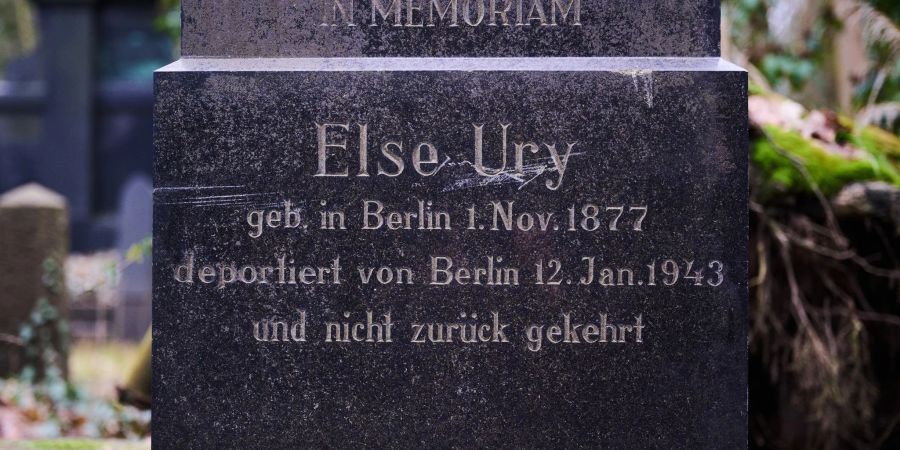 IN MEMORIAM
Else Ury
geb. in Berlin 1. Nov. 1877
deportiert von Berlin 12. Jan. 1943
und nicht zurück gekehrt